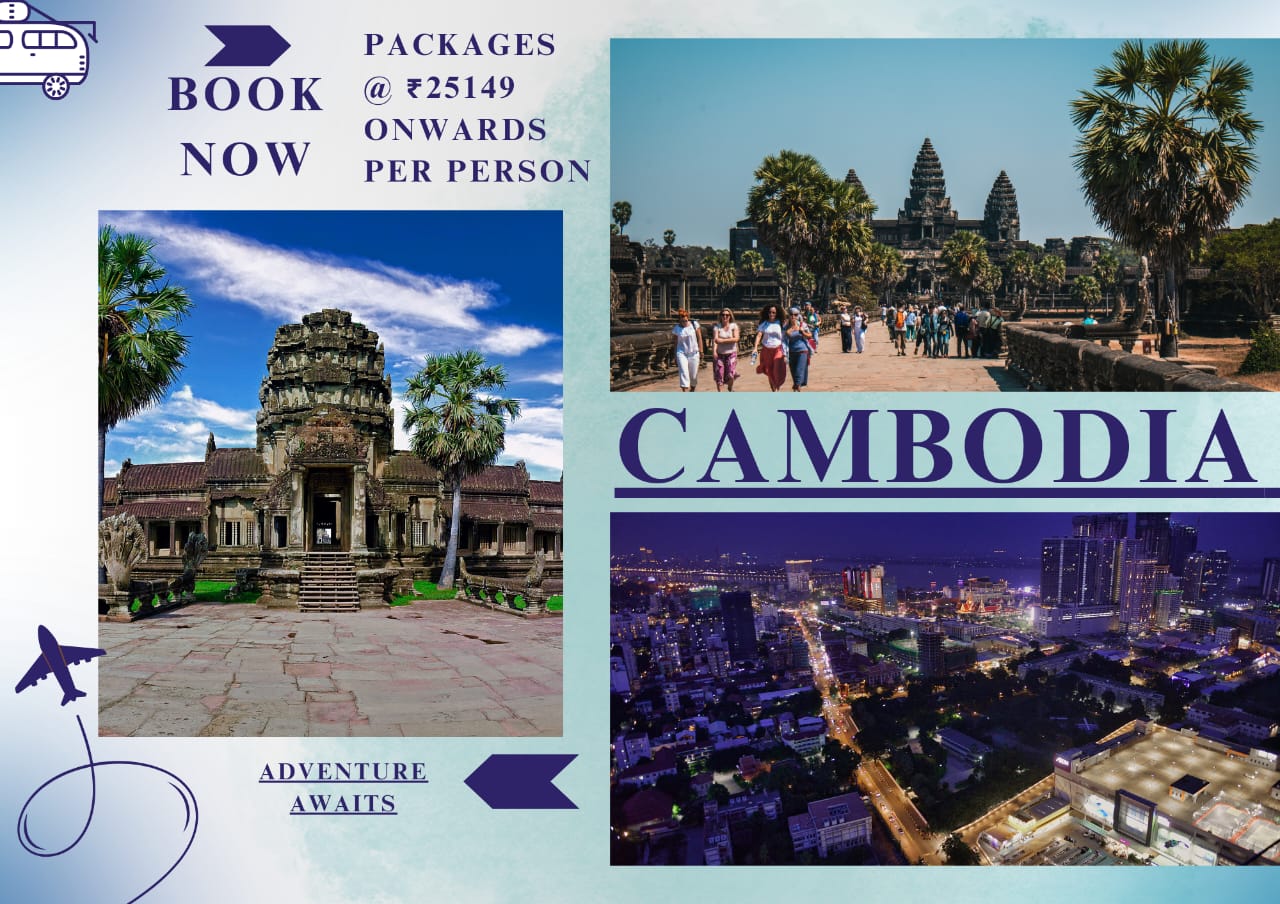 BOOK
NOW
PACKAGES
@ ₹25149
ONWARDS
PER PERSON
CAMBODIA
ADVENTURE
AWAITS